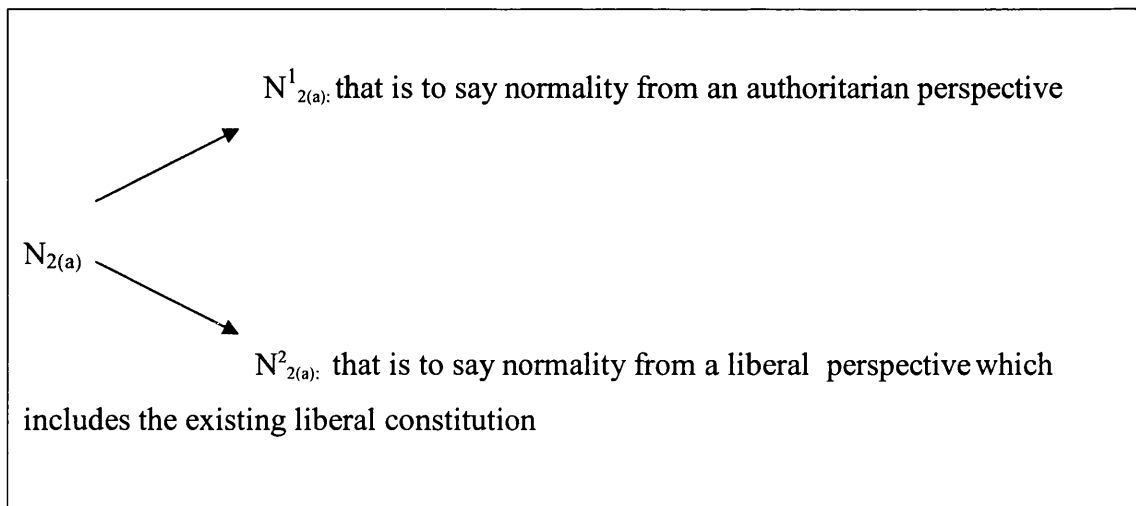 N¹₂₍ₐ₎: that is to say normality from an authoritarian perspective
N₂₍ₐ₎
N²₂₍ₐ₎: that is to say normality from a liberal perspective which
includes the existing liberal constitution